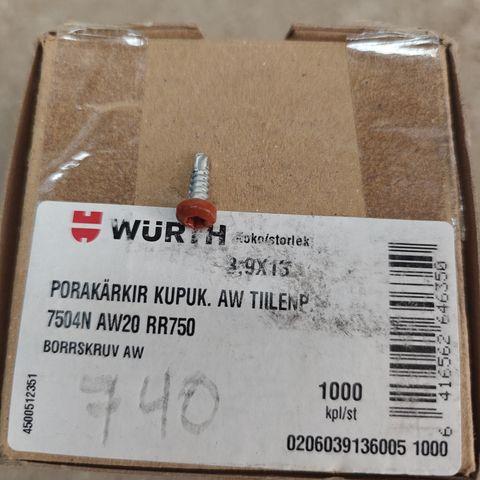 WÜRTH Koko/storlek
3,9X13
PORAKÄRKIR KUPUK. AW TIILENP
7504N AW20 RR750
BORRSKRUV AW
740
1000
kpl/st
0206039136005 1000
4500512351
6 416562 646350